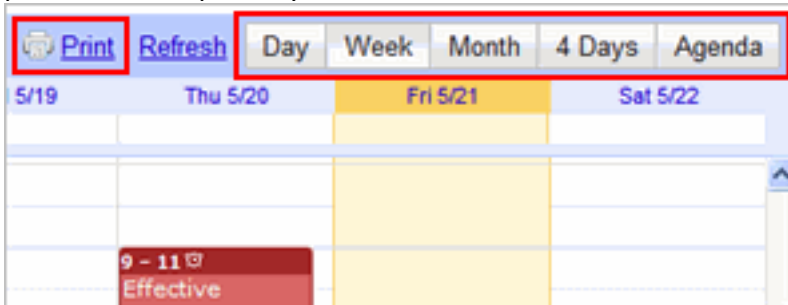 Print Refresh Day Week Month 4 Days Agenda
5/19 Thu 5/20 Fri 5/21 Sat 5/22
9 – 11
Effective